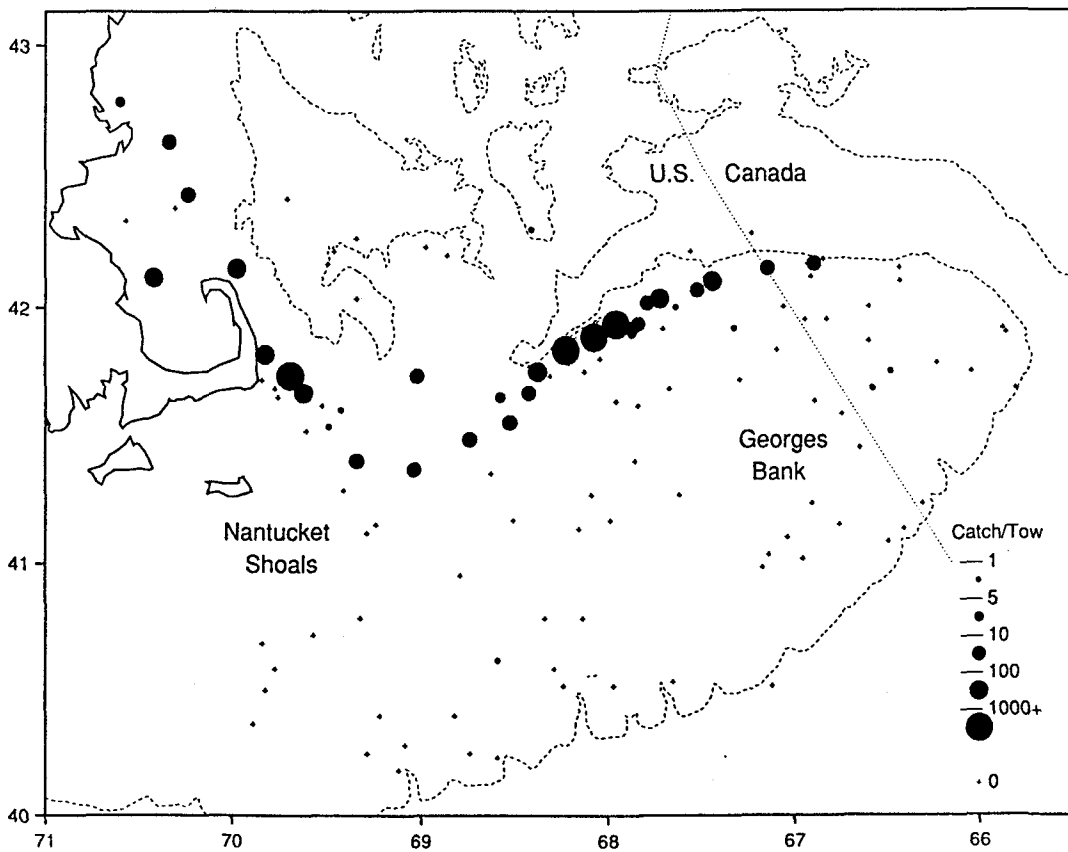 43
U.S. Canada
42
Georges
Bank
Nantucket
Shoals
41
Catch/Tow
1
5
10
100
1000+
0
40
71 70 69 68 67 66